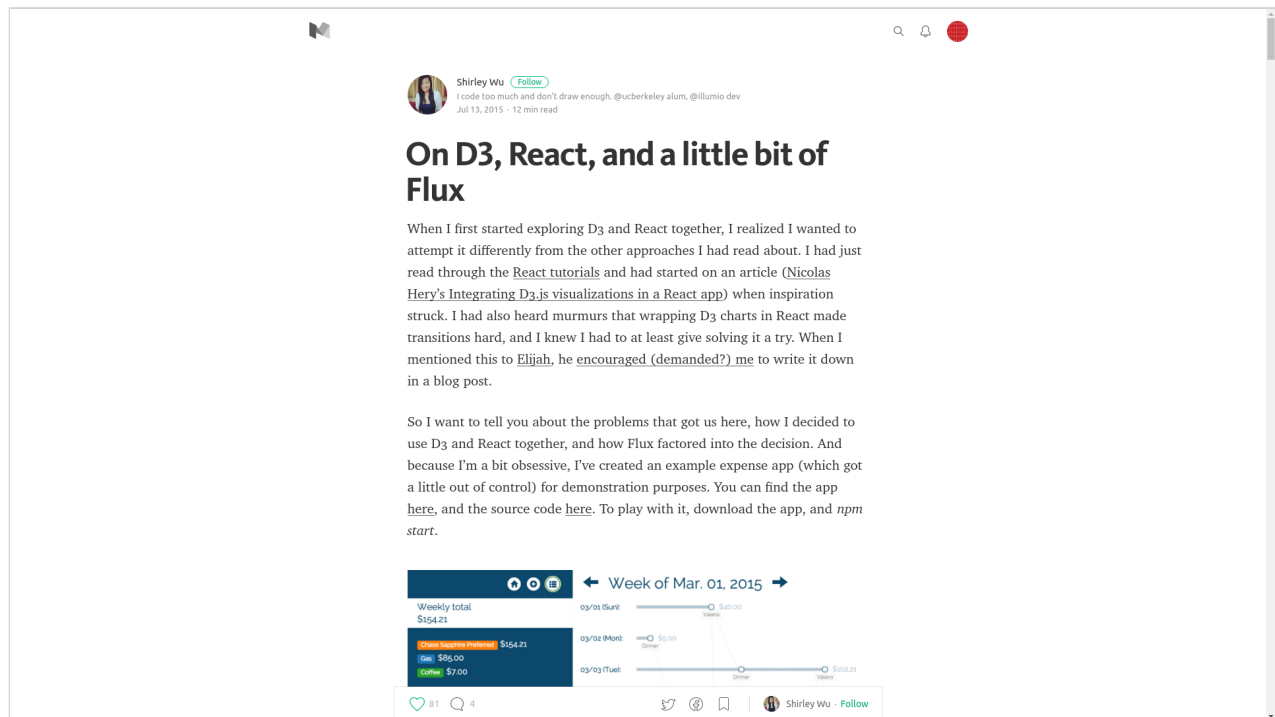 Shirley Wu Follow
I code too much and don't draw enough. @ucberkeley alum, @illumio dev
Jul 13, 2015 · 12 min read
On D3, React, and a little bit of
Flux
When I first started exploring D3 and React together, I realized I wanted to
attempt it differently from the other approaches I had read about. I had just
read through the React tutorials and had started on an article (Nicolas
Hery’s Integrating D3.js visualizations in a React app) when inspiration
struck. I had also heard murmurs that wrapping D3 charts in React made
transitions hard, and I knew I had to at least give solving it a try. When I
mentioned this to Elijah, he encouraged (demanded?) me to write it down
in a blog post.
So I want to tell you about the problems that got us here, how I decided to
use D3 and React together, and how Flux factored into the decision. And
because I’m a bit obsessive, I’ve created an example expense app (which got
a little out of control) for demonstration purposes. You can find the app
here, and the source code here. To play with it, download the app, and npm
start.
Week of Mar. 01, 2015
Weekly total
$154.21
Chase Sapphire Preferred $154.21
Gas $85.00
Coffee $7.00
03/01 (Sun): $40.00
Valero
03/02 (Mon): $5.00
Dinner
03/03 (Tue): $102.21
Dinner Valero
81 4 Shirley Wu · Follow